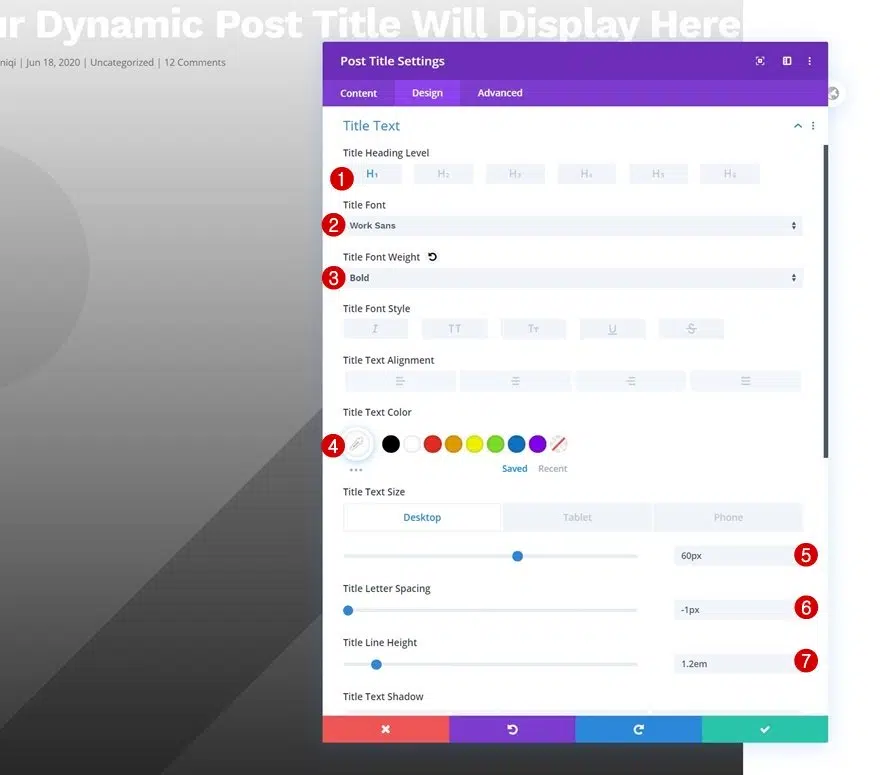 ur Dynamic Post Title Will Display Here
niqi | Jun 18, 2020 | Uncategorized | 12 Comments
Post Title Settings
Content Design Advanced
Title Text
Title Heading Level
1 H1 H2 H3 H4 H5 H6
Title Font
2 Work Sans
Title Font Weight
3 Bold
Title Font Style
I TT Tт U S
Title Text Alignment
Title Text Color
4
Saved Recent
Title Text Size
Desktop Tablet Phone
60px 5
Title Letter Spacing
-1px 6
Title Line Height
1.2em 7
Title Text Shadow